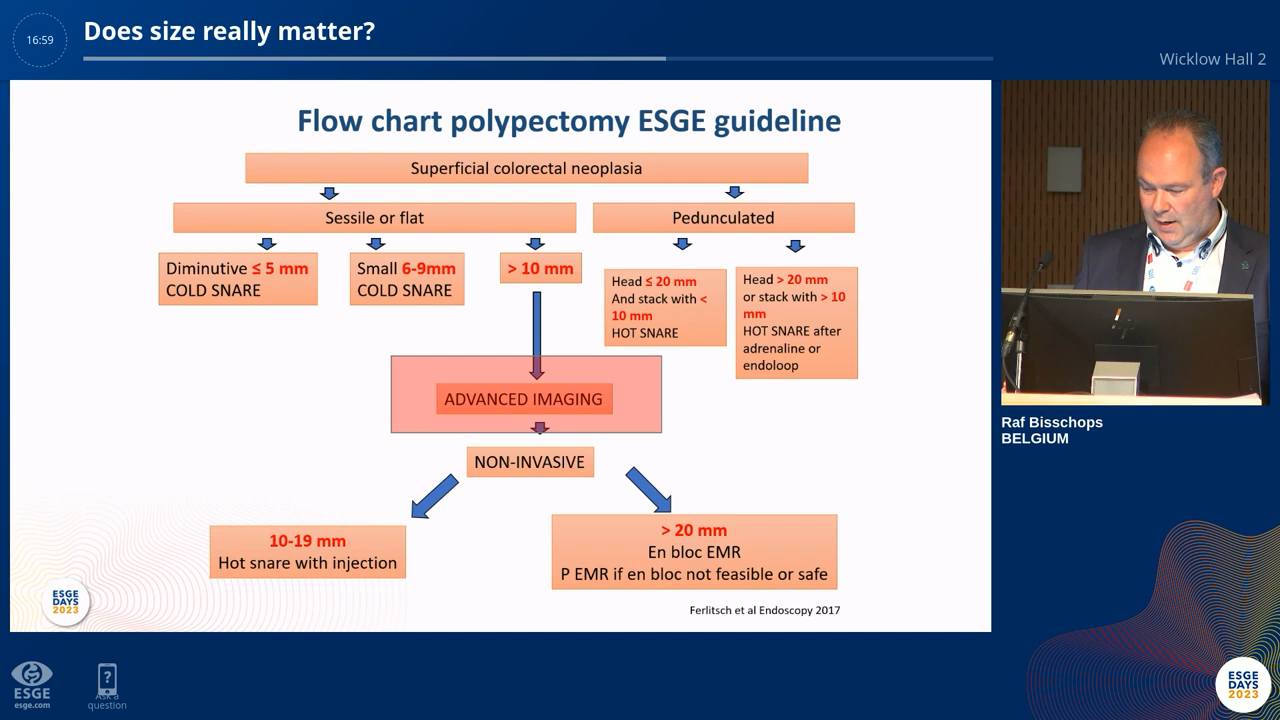 16:59
Does size really matter?
Wicklow Hall 2
Flow chart polypectomy ESGE guideline
Superficial colorectal neoplasia
Sessile or flat
Pedunculated
Diminutive ≤ 5 mm
COLD SNARE
Small 6-9mm
COLD SNARE
> 10 mm
Head ≤ 20 mm
And stack with <
10 mm
HOT SNARE
Head > 20 mm
or stack with > 10
mm
HOT SNARE after
adrenaline or
endoloop
ADVANCED IMAGING
NON-INVASIVE
10-19 mm
Hot snare with injection
> 20 mm
En bloc EMR
P EMR if en bloc not feasible or safe
Ferlitsch et al Endoscopy 2017
ESGE
DAYS
2023
Raf Bisschops
BELGIUM
ESGE
esge.com
?
Ask a
question
ESGE
DAYS
2023